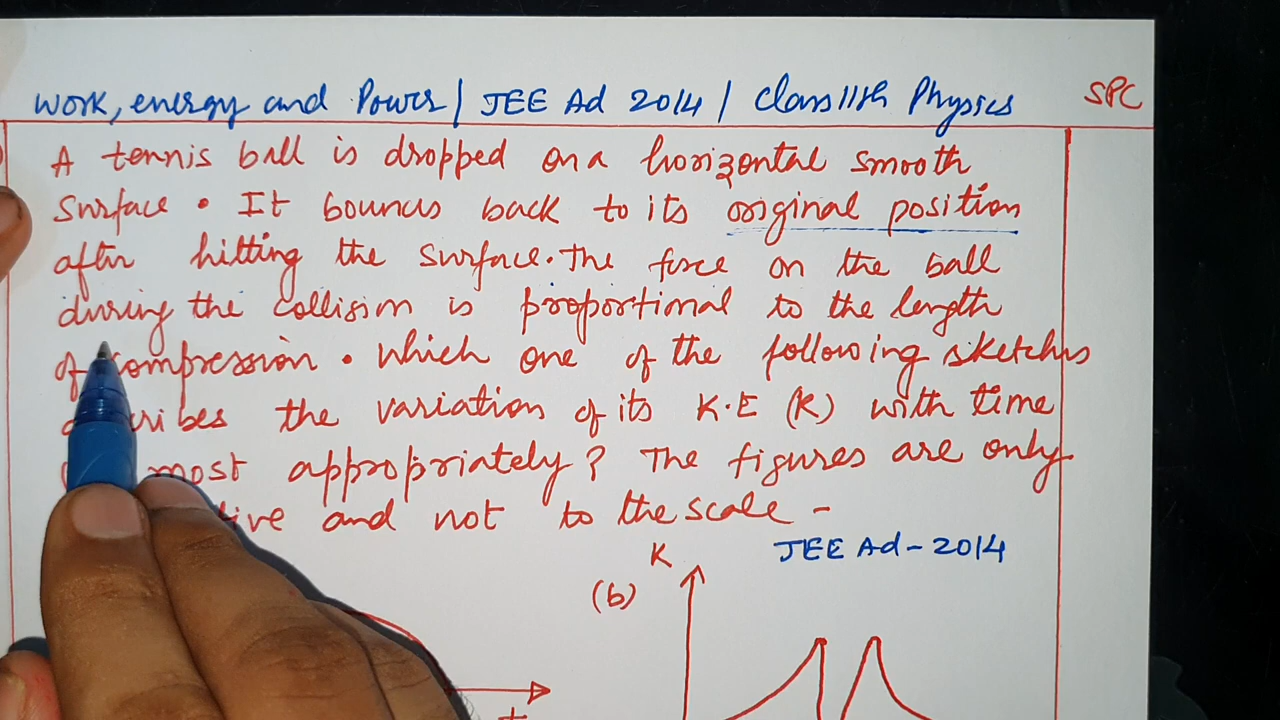 Work, energy and Power / JEE Ad 2014 / Class 11th Physics SPC
A tennis ball is dropped on a horizontal smooth
surface. It bouncs back to its original position
after hitting the surface. The force on the ball
during the collision is proportional to the length
of compression. Which one of the following sketches
the variation of its K.E (K) with time
most appropriately? The figures are only
and not to the scale -
JEE Ad - 2014
K
(b)
t